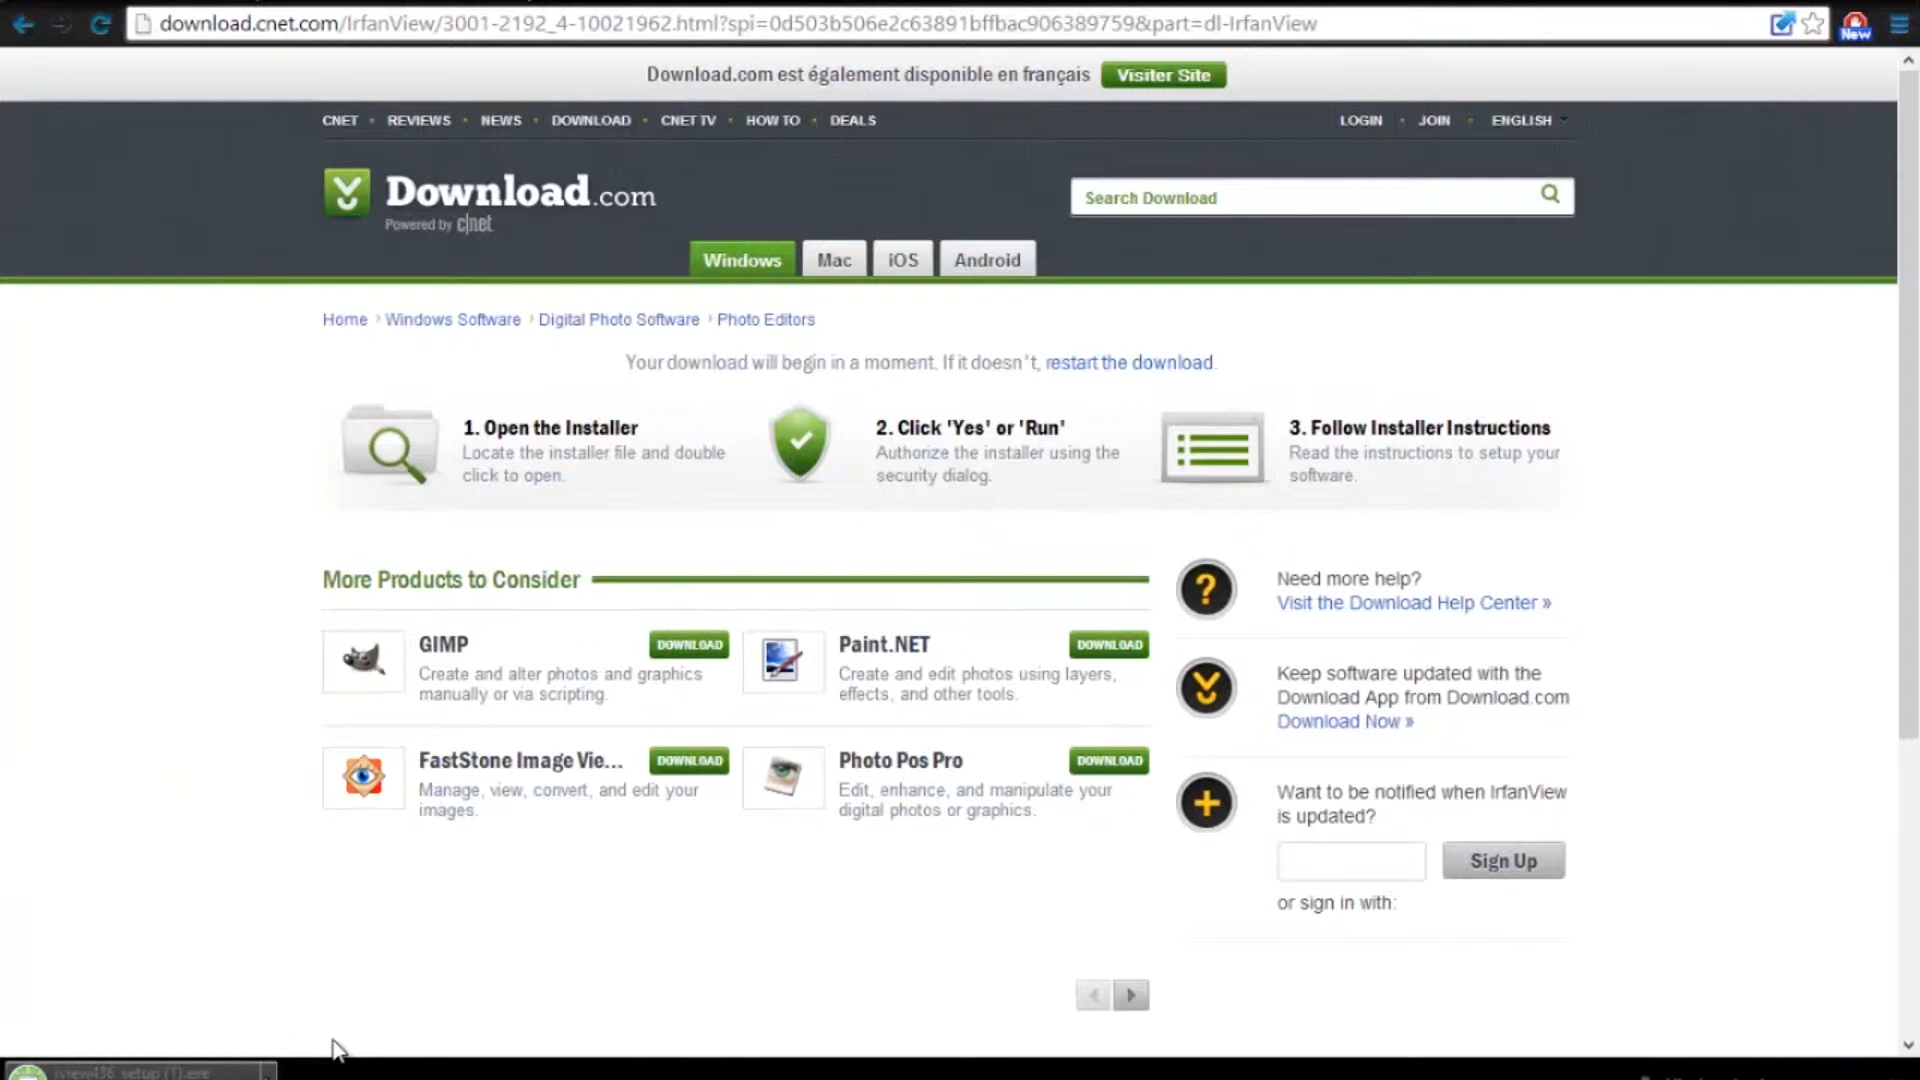 download.cnet.com/IrfanView/3001-2192_4-10021962.html?spi=0d503b506e2c63891bffbac906389759&part=dl-IrfanView
New
Download.com est également disponible en français
Visiter Site
CNET • REVIEWS • NEWS • DOWNLOAD • CNET TV • HOW TO • DEALS
LOGIN • JOIN • ENGLISH
Download.com
Powered by c|net
Search Download
Windows
Mac
iOS
Android
Home › Windows Software › Digital Photo Software › Photo Editors
Your download will begin in a moment. If it doesn't, restart the download.
1. Open the Installer
Locate the installer file and double
click to open.
2. Click 'Yes' or 'Run'
Authorize the installer using the
security dialog.
3. Follow Installer Instructions
Read the instructions to setup your
software.
More Products to Consider
GIMP
DOWNLOAD
Create and alter photos and graphics
manually or via scripting.
Paint.NET
DOWNLOAD
Create and edit photos using layers,
effects, and other tools.
FastStone Image Vie...
DOWNLOAD
Manage, view, convert, and edit your
images.
Photo Pos Pro
DOWNLOAD
Edit, enhance, and manipulate your
digital photos or graphics.
Need more help?
Visit the Download Help Center »
Keep software updated with the
Download App from Download.com
Download Now »
Want to be notified when IrfanView
is updated?
Sign Up
or sign in with:
iview436_setup (1).exe